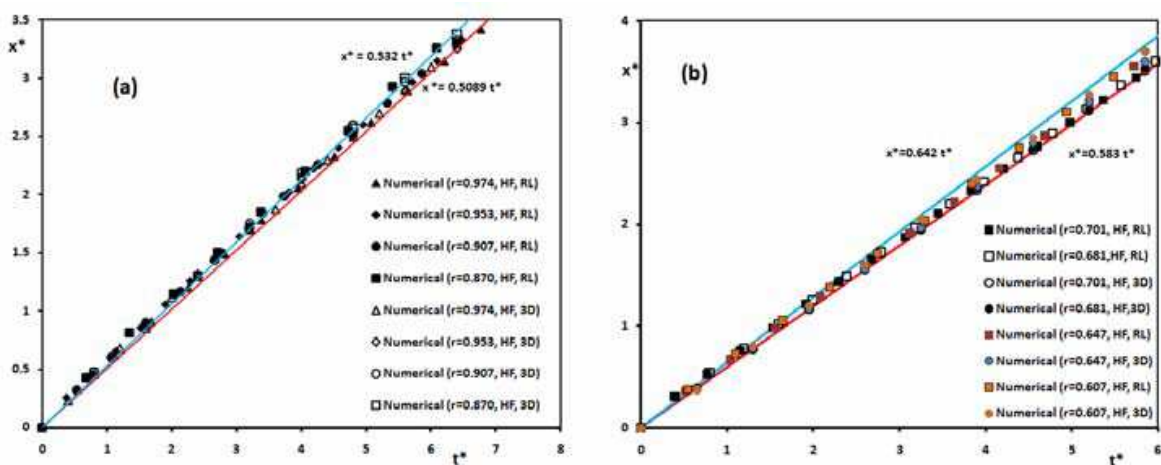 3.5
x*
3
2.5
2
1.5
1
0.5
0
0
1
2
3
4
5
6
7
8
t*
(a)
x* = 0.532 t*
x*= 0.5089 t*
Numerical (r=0.974, HF, RL)
Numerical (r=0.953, HF, RL)
Numerical (r=0.907, HF, RL)
Numerical (r=0.870, HF, RL)
Numerical (r=0.974, HF, 3D)
Numerical (r=0.953, HF, 3D)
Numerical (r=0.907, HF, 3D)
Numerical (r=0.870, HF, 3D)
4
x*
3
2
1
0
0
1
2
3
4
5
6
t*
(b)
x*=0.642 t*
x*=0.583 t*
Numerical (r=0.701, HF, RL)
Numerical (r=0.681,HF, RL)
Numerical (r=0.701, HF, 3D)
Numerical (r=0.681, HF,3D)
Numerical (r=0.647, HF, RL)
Numerical (r=0.647, HF, 3D)
Numerical (r=0.607, HF, RL)
Numerical (r=0.607, HF, 3D)